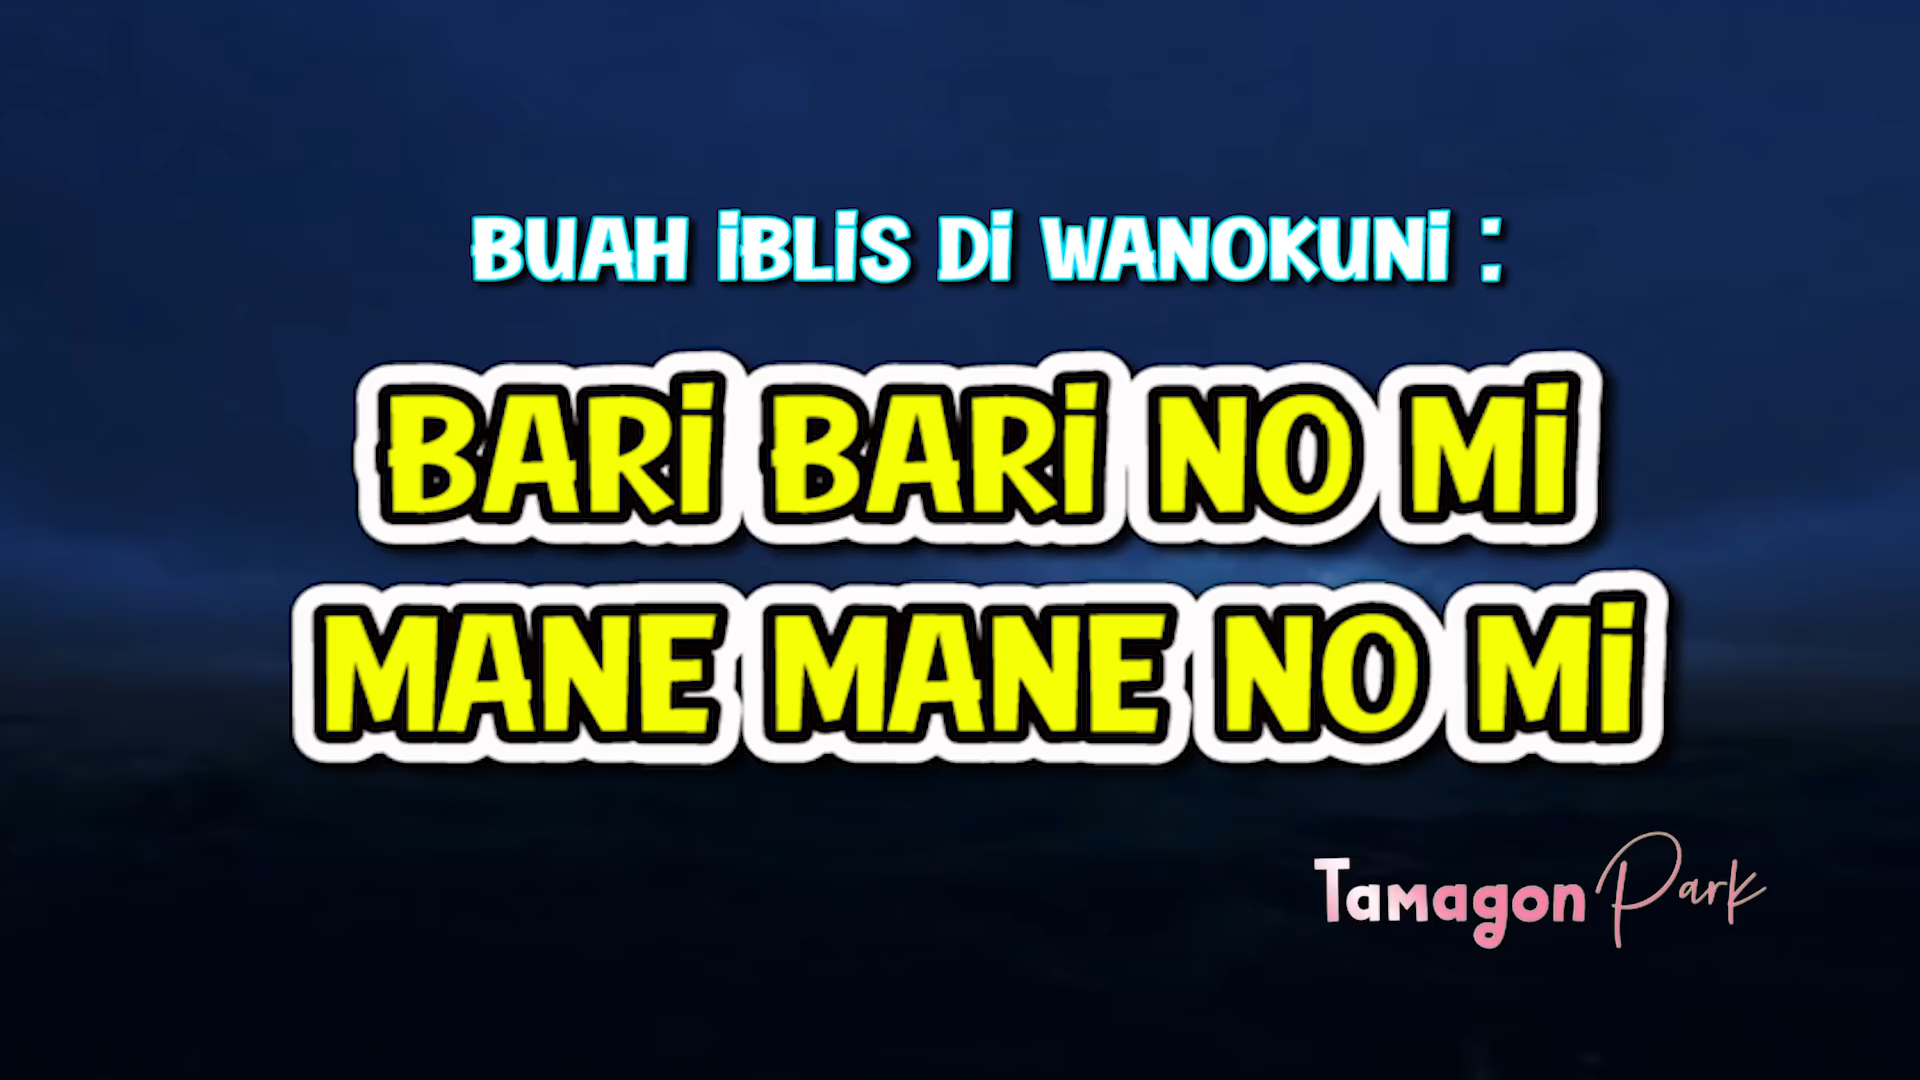 BUAH IBLIS DI WANOKUNI :
BARI BARI NO MI
MANE MANE NO MI
Tamagon Park